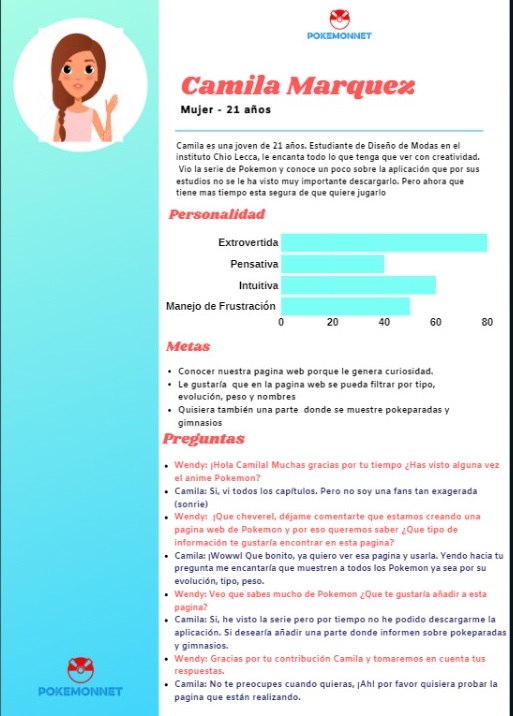 POKEMONNET
Camila Marquez
Mujer - 21 años
Camila es una joven de 21 años. Estudiante de Diseño de Modas en el
instituto Chio Lecca, le encanta todo lo que tenga que ver con creatividad.
Vio la serie de Pokemon y conoce un poco sobre la aplicación que por sus
estudios no se le ha visto muy importante descargarlo. Pero ahora que
tiene mas tiempo esta segura de que quiere jugarlo
Personalidad
Extrovertida
Pensativa
Intuitiva
Manejo de Frustración
0 20 40 60 80
Metas
• Conocer nuestra pagina web porque le genera curiosidad.
• Le gustaría que en la pagina web se pueda filtrar por tipo,
evolución, peso y nombres
• Quisiera también una parte donde se muestre pokeparadas y
gimnasios
Preguntas
• Wendy: ¡Hola Camila! Muchas gracias por tu tiempo ¿Has visto alguna vez
el anime Pokemon?
• Camila: Si, vi todos los capítulos. Pero no soy una fans tan exagerada
(sonrie)
• Wendy: ¡Que cheverel, déjame comentarte que estamos creando una
pagina web de Pokemon y por eso queremos saber ¿Que tipo de
información te gustaría encontrar en esta pagina?
• Camila: ¡Woww! Que bonito, ya quiero ver esa pagina y usarla. Yendo hacia tu
pregunta me encantaría que muestren a todos los Pokemon ya sea por su
evolución, tipo, peso.
• Wendy: Veo que sabes mucho de Pokemon ¿Que te gustaría añadir a esta
pagina?
• Camila: Si, he visto la serie pero por tiempo no he podido descargarme la
aplicación. Si desearía añadir una parte donde informen sobre pokeparadas
y gimnasios.
• Wendy: Gracias por tu contribución Camila y tomaremos en cuenta tus
respuestas.
• Camila: No te preocupes cuando quieras, ¡Ah! por favor quisiera probar la
pagina que están realizando.
POKEMONNET